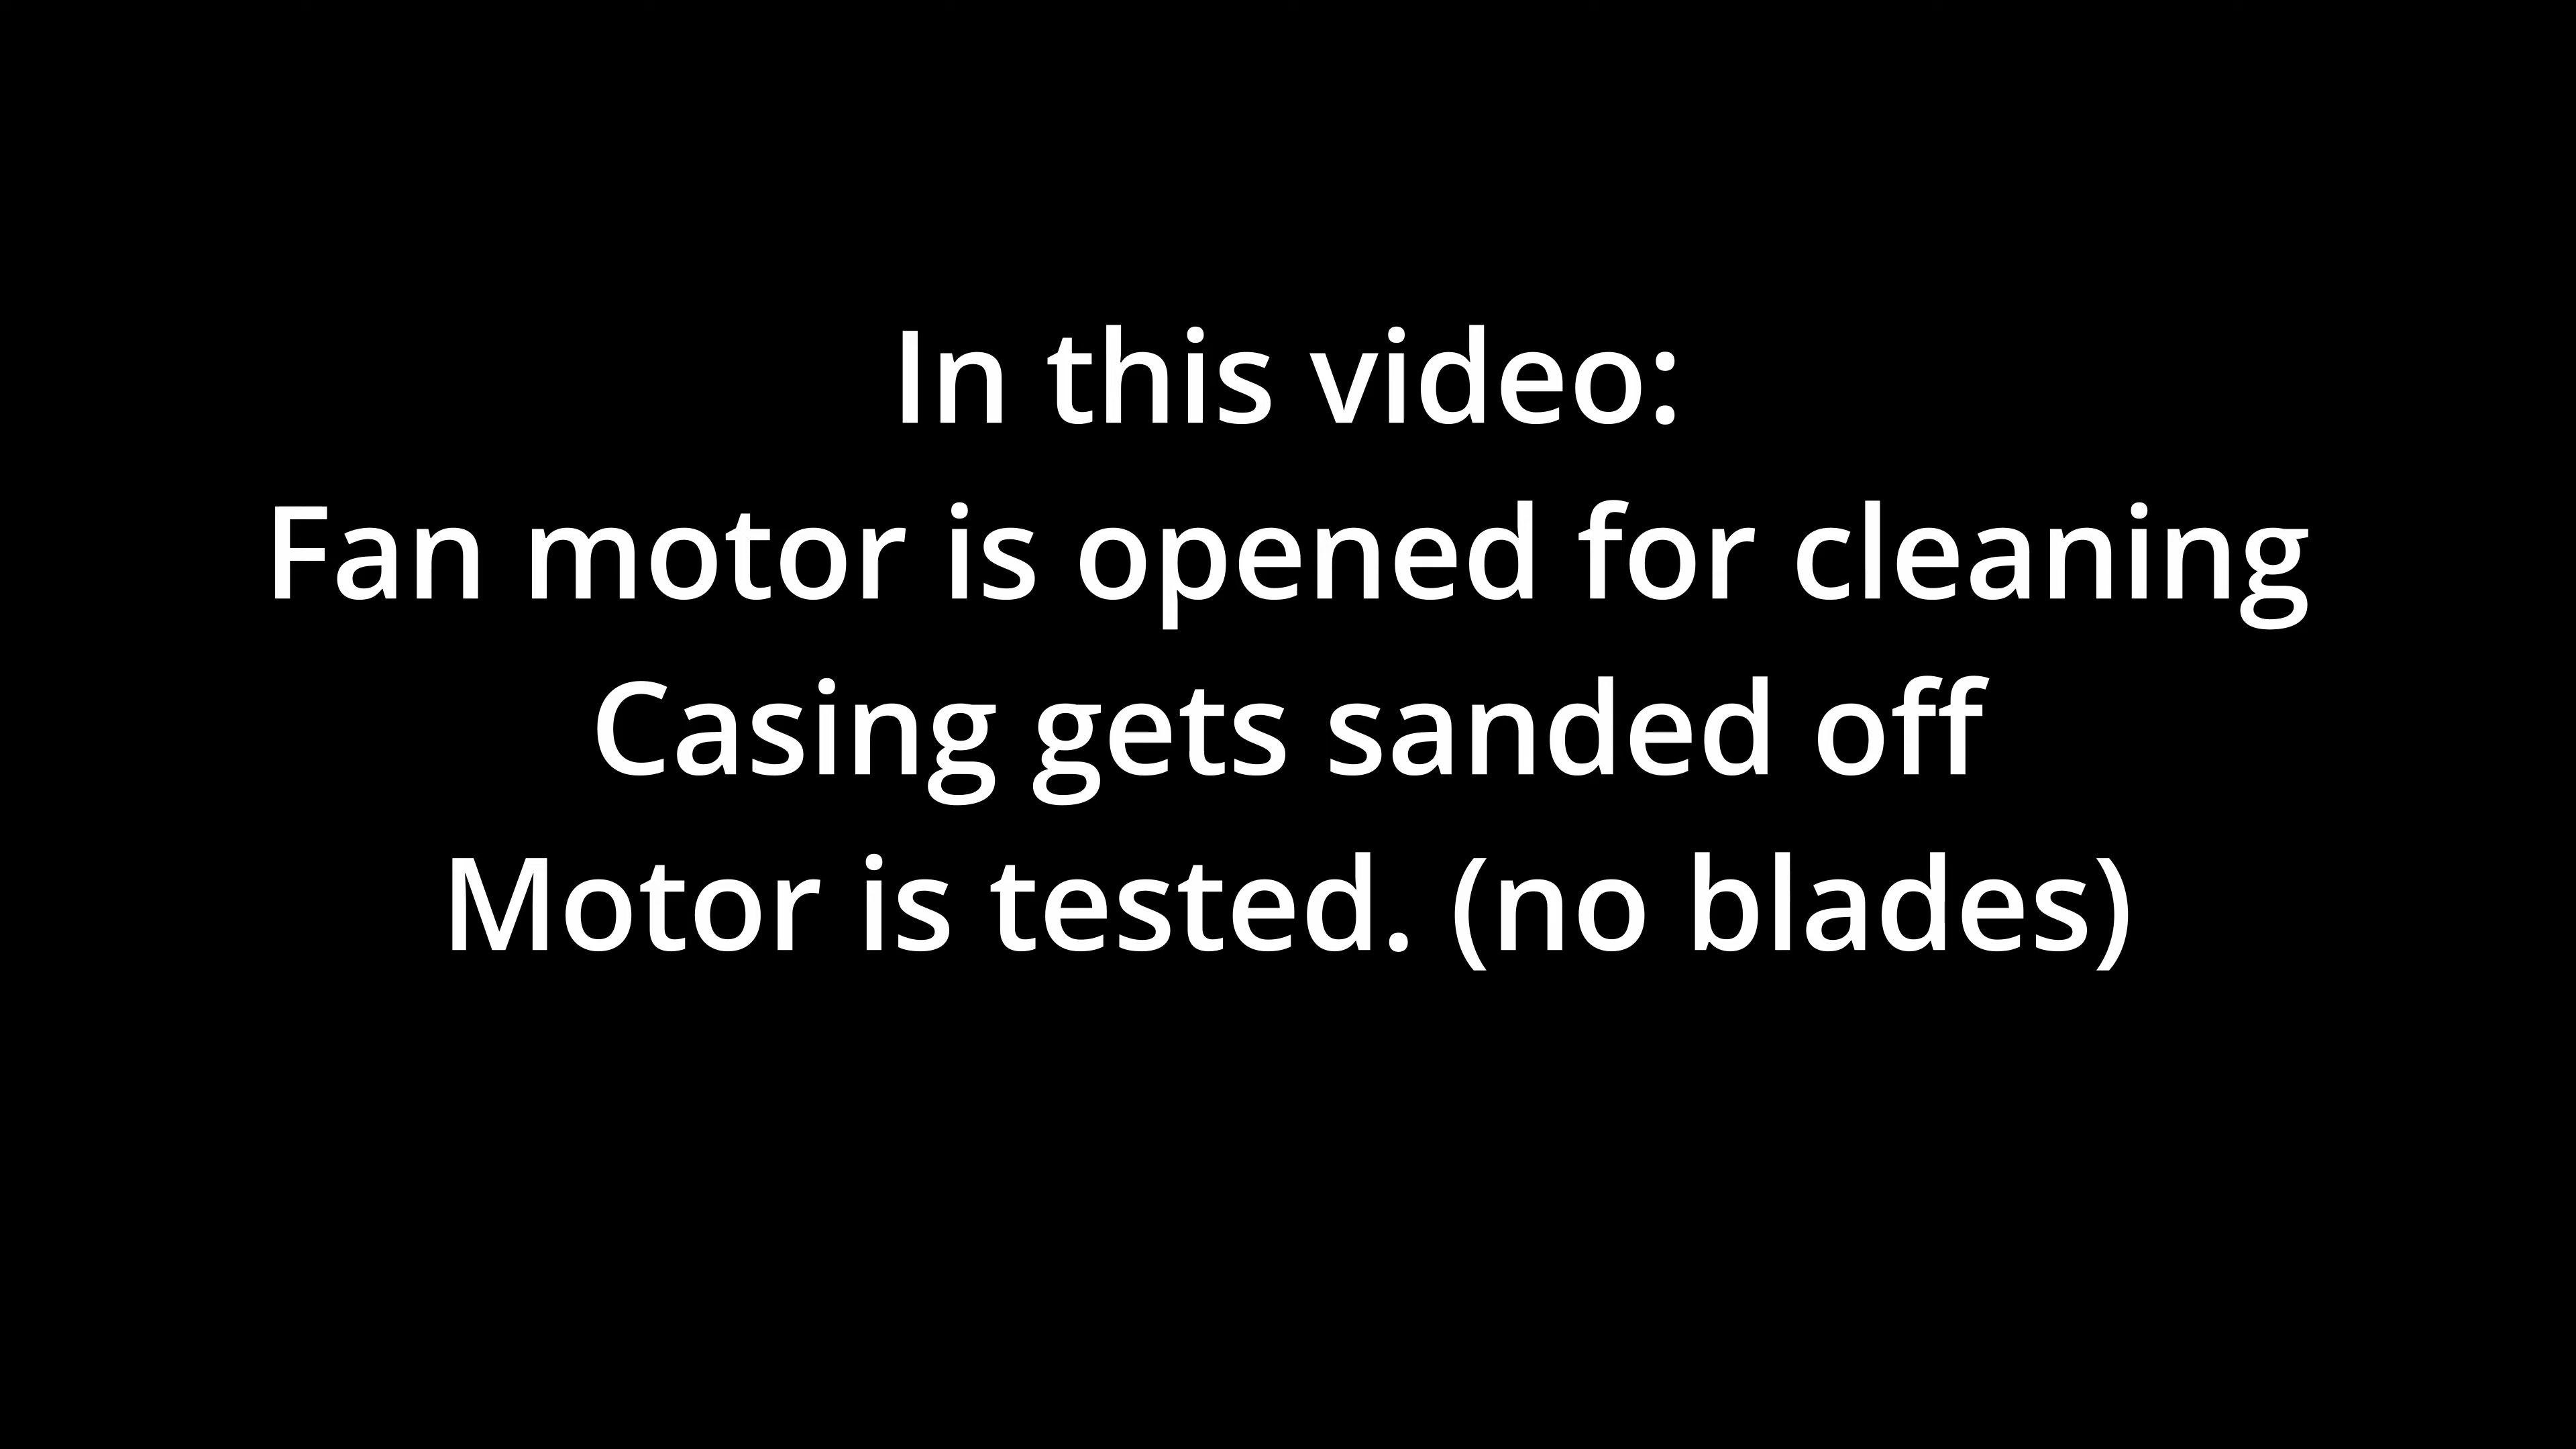 In this video:
Fan motor is opened for cleaning
Casing gets sanded off
Motor is tested. (no blades)